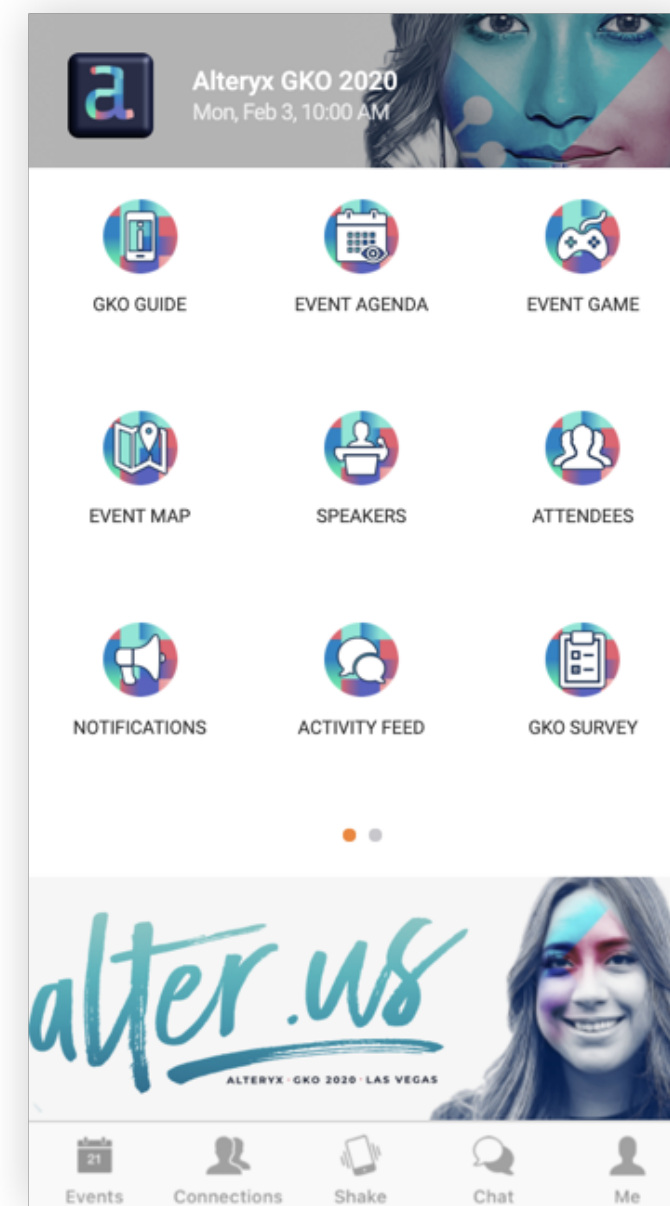 a
Alteryx GKO 2020
Mon, Feb 3, 10:00 AM
GKO GUIDE
EVENT AGENDA
EVENT GAME
EVENT MAP
SPEAKERS
ATTENDEES
NOTIFICATIONS
ACTIVITY FEED
GKO SURVEY
alter.us
ALTERYX · GKO 2020 · LAS VEGAS
21
Events
Connections
Shake
Chat
Me